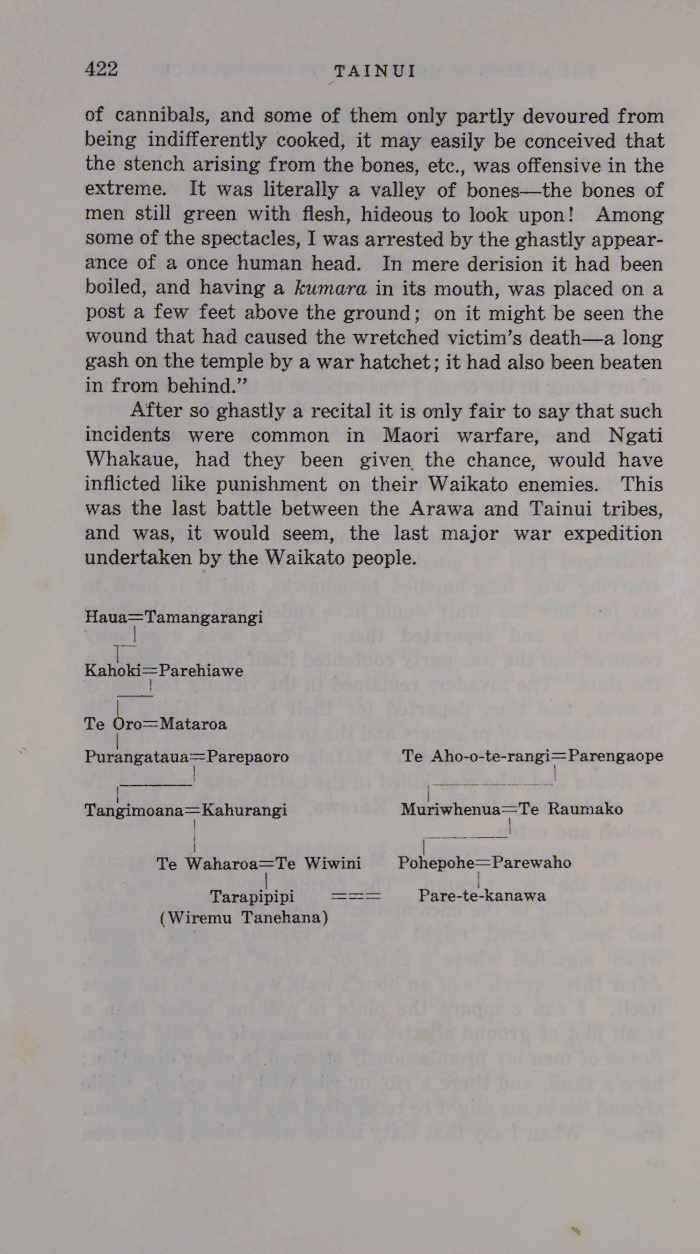 422
TAINUI
of cannibals, and some of them only partly devoured from
being indifferently cooked, it may easily be conceived that
the stench arising from the bones, etc., was offensive in the
extreme. It was literally a valley of bones—the bones of
men still green with flesh, hideous to look upon! Among
some of the spectacles, I was arrested by the ghastly appear-
ance of a once human head. In mere derision it had been
boiled, and having a kumara in its mouth, was placed on a
post a few feet above the ground; on it might be seen the
wound that had caused the wretched victim's death—a long
gash on the temple by a war hatchet; it had also been beaten
in from behind."
After so ghastly a recital it is only fair to say that such
incidents were common in Maori warfare, and Ngati
Whakaue, had they been given the chance, would have
inflicted like punishment on their Waikato enemies. This
was the last battle between the Arawa and Tainui tribes,
and was, it would seem, the last major war expedition
undertaken by the Waikato people.
Haua=Tamangarangi
Kahoki=Parehiawe
Te Oro=Mataroa
Purangataua=Parepaoro Te Aho-o-te-rangi=Parengaope
Tangimoana=Kahurangi Muriwhenua=Te Raumako
Te Waharoa=Te Wiwini Pohepohe=Parewaho
Tarapipipi === Pare-te-kanawa
(Wiremu Tanehana)